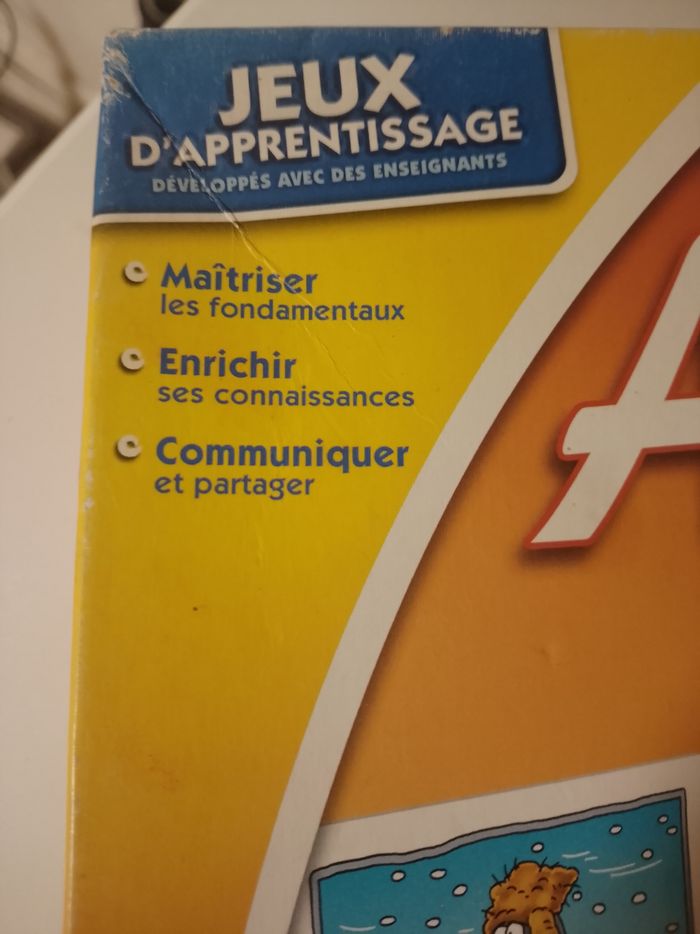 JEUX
D'APPRENTISSAGE
DÉVELOPPÉS AVEC DES ENSEIGNANTS
Maîtriser
les fondamentaux
Enrichir
ses connaissances
Communiquer
et partager
A